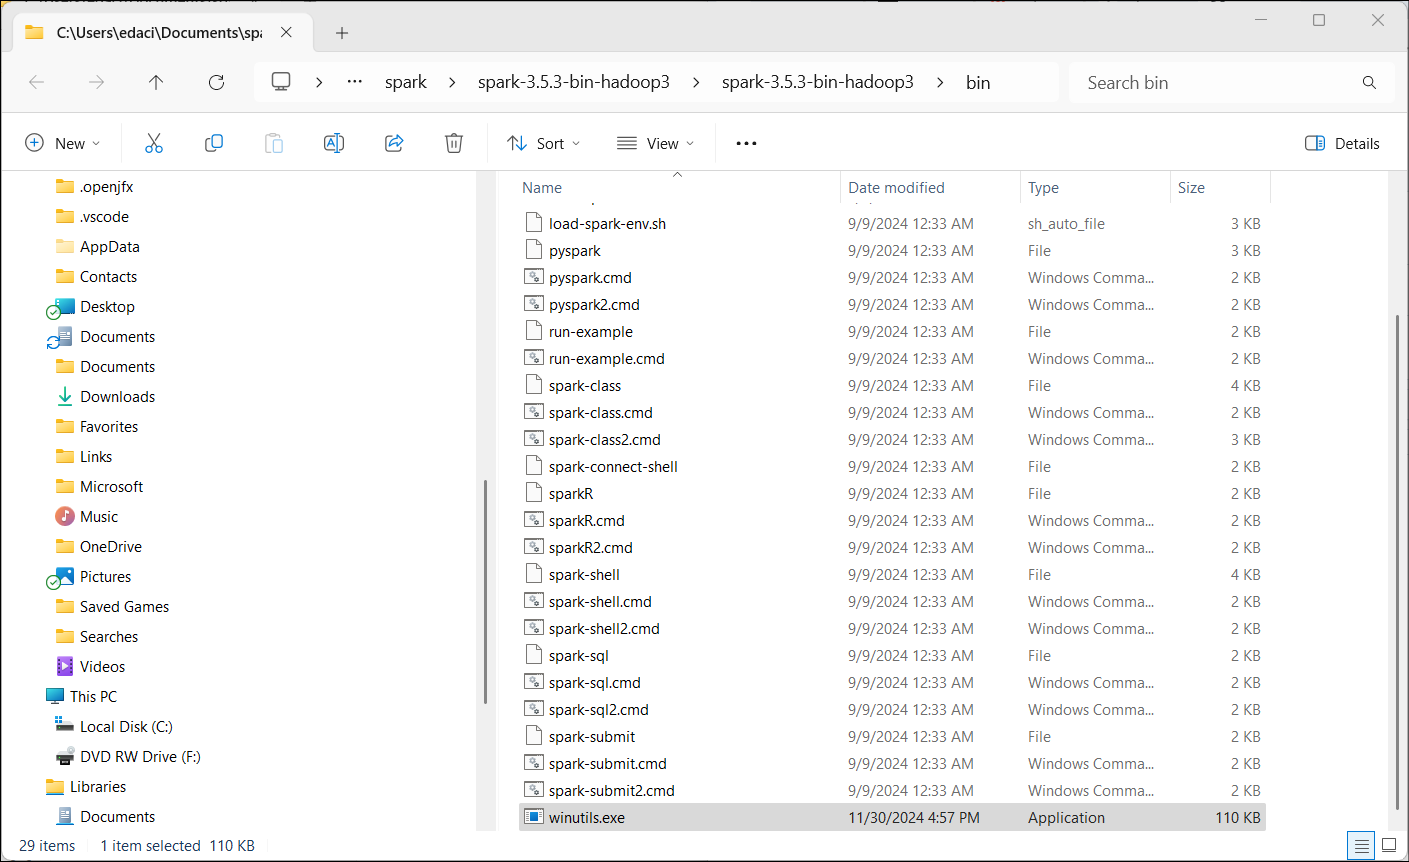 C:\Users\edaci\Documents\spa
spark spark-3.5.3-bin-hadoop3 spark-3.5.3-bin-hadoop3 bin Search bin
New Sort View Details
.openjfx
.vscode
AppData
Contacts
Desktop
Documents
Documents
Downloads
Favorites
Links
Microsoft
Music
OneDrive
Pictures
Saved Games
Searches
Videos
This PC
Local Disk (C:)
DVD RW Drive (F:)
Libraries
Documents
Name Date modified Type Size
load-spark-env.sh 9/9/2024 12:33 AM sh_auto_file 3 KB
pyspark 9/9/2024 12:33 AM File 3 KB
pyspark.cmd 9/9/2024 12:33 AM Windows Comma... 2 KB
pyspark2.cmd 9/9/2024 12:33 AM Windows Comma... 2 KB
run-example 9/9/2024 12:33 AM File 2 KB
run-example.cmd 9/9/2024 12:33 AM Windows Comma... 2 KB
spark-class 9/9/2024 12:33 AM File 4 KB
spark-class.cmd 9/9/2024 12:33 AM Windows Comma... 2 KB
spark-class2.cmd 9/9/2024 12:33 AM Windows Comma... 3 KB
spark-connect-shell 9/9/2024 12:33 AM File 2 KB
sparkR 9/9/2024 12:33 AM File 2 KB
sparkR.cmd 9/9/2024 12:33 AM Windows Comma... 2 KB
sparkR2.cmd 9/9/2024 12:33 AM Windows Comma... 2 KB
spark-shell 9/9/2024 12:33 AM File 4 KB
spark-shell.cmd 9/9/2024 12:33 AM Windows Comma... 2 KB
spark-shell2.cmd 9/9/2024 12:33 AM Windows Comma... 2 KB
spark-sql 9/9/2024 12:33 AM File 2 KB
spark-sql.cmd 9/9/2024 12:33 AM Windows Comma... 2 KB
spark-sql2.cmd 9/9/2024 12:33 AM Windows Comma... 2 KB
spark-submit 9/9/2024 12:33 AM File 2 KB
spark-submit.cmd 9/9/2024 12:33 AM Windows Comma... 2 KB
spark-submit2.cmd 9/9/2024 12:33 AM Windows Comma... 2 KB
winutils.exe 11/30/2024 4:57 PM Application 110 KB
29 items 1 item selected 110 KB